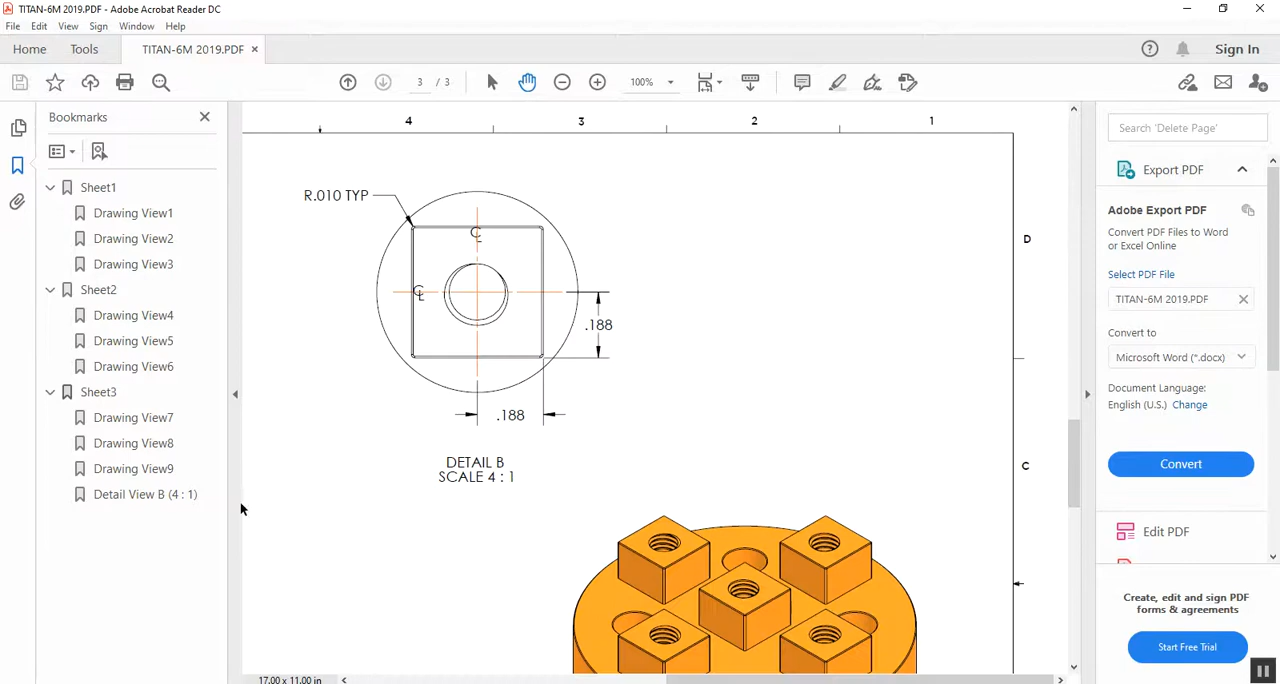 TITAN-6M 2019.PDF - Adobe Acrobat Reader DC
File Edit View Sign Window Help
Home Tools TITAN-6M 2019.PDF × Sign In
3 / 3 100%
Bookmarks
Sheet1
Drawing View1
Drawing View2
Drawing View3
Sheet2
Drawing View4
Drawing View5
Drawing View6
Sheet3
Drawing View7
Drawing View8
Drawing View9
Detail View B (4 : 1)
4 3 2 1
R.010 TYP
D
.188
.188
DETAIL B
SCALE 4 : 1
C
17.00 x 11.00 in
Search 'Delete Page'
Export PDF
Adobe Export PDF
Convert PDF Files to Word
or Excel Online
Select PDF File
TITAN-6M 2019.PDF
Convert to
Microsoft Word (*.docx)
Document Language:
English (U.S.) Change
Convert
Edit PDF
Create, edit and sign PDF
forms & agreements
Start Free Trial